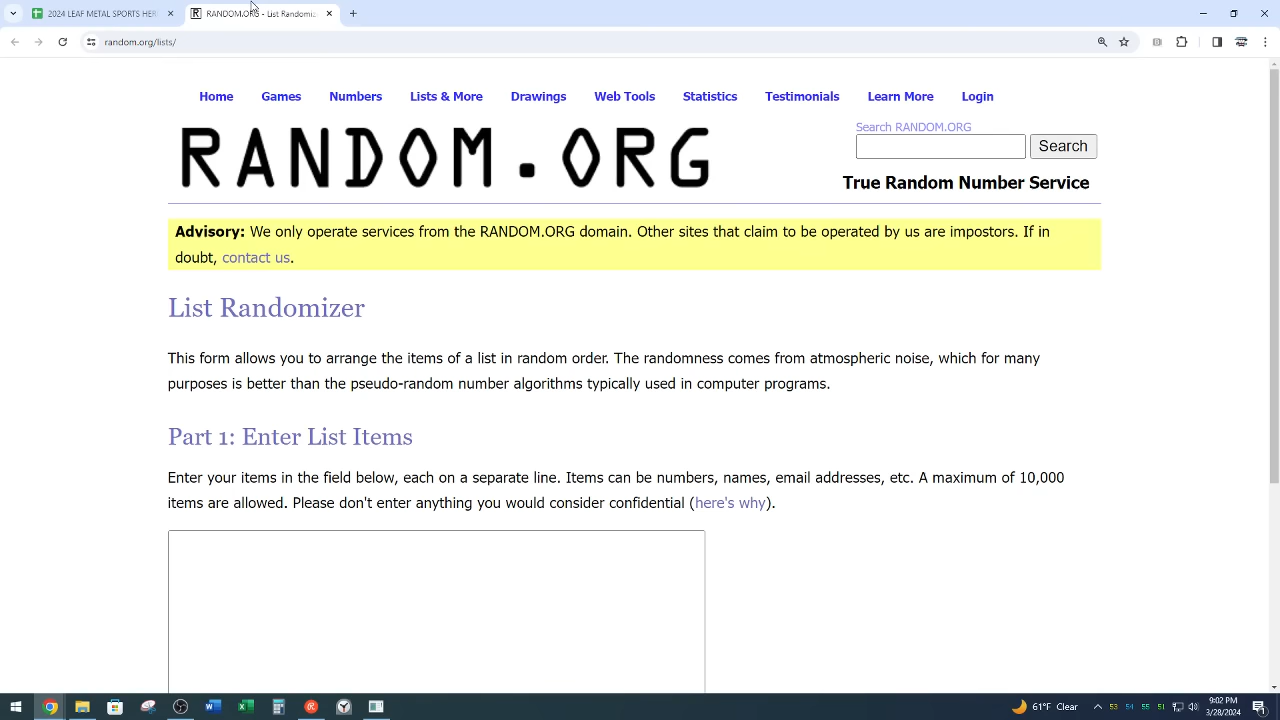 2024 LEAF METAL SPORTS HER
RANDOM.ORG - List Randomiz
random.org/lists/
Home Games Numbers Lists & More Drawings Web Tools Statistics Testimonials Learn More Login
RANDOM.ORG
Search RANDOM.ORG
Search
True Random Number Service
Advisory: We only operate services from the RANDOM.ORG domain. Other sites that claim to be operated by us are impostors. If in
doubt, contact us.
List Randomizer
This form allows you to arrange the items of a list in random order. The randomness comes from atmospheric noise, which for many
purposes is better than the pseudo-random number algorithms typically used in computer programs.
Part 1: Enter List Items
Enter your items in the field below, each on a separate line. Items can be numbers, names, email addresses, etc. A maximum of 10,000
items are allowed. Please don't enter anything you would consider confidential (here's why).
61°F Clear 53 54 55 51
9:02 PM
3/28/2024